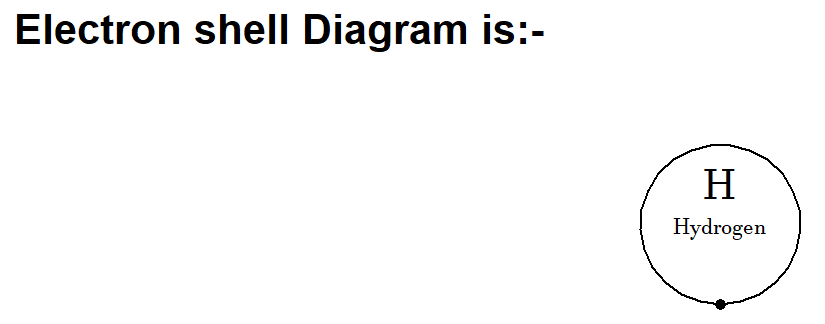 Electron shell Diagram is:-
H
Hydrogen